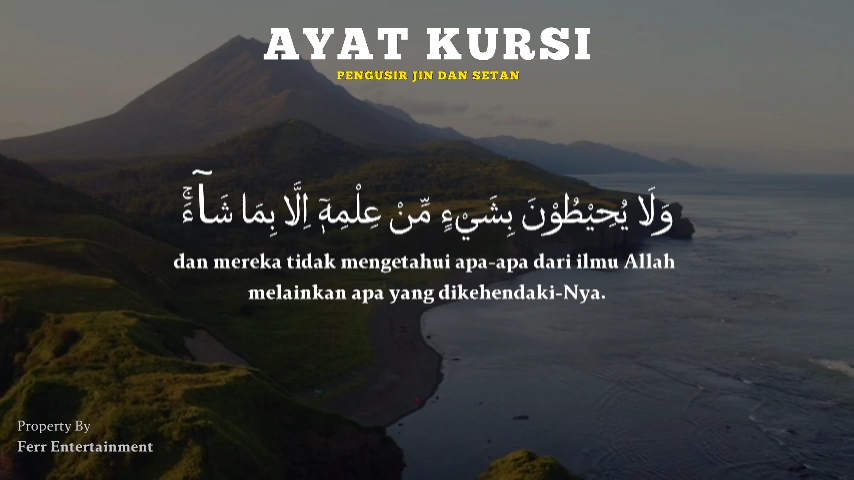 AYAT KURSI
PENGUSIR JIN DAN SETAN
وَلَا يُحِيْطُوْنَ بِشَيْءٍ مِّنْ عِلْمِهٖٓ اِلَّا بِمَا شَاۤءَۚ
dan mereka tidak mengetahui apa-apa dari ilmu Allah
melainkan apa yang dikehendaki-Nya.
Property By
Ferr Entertainment